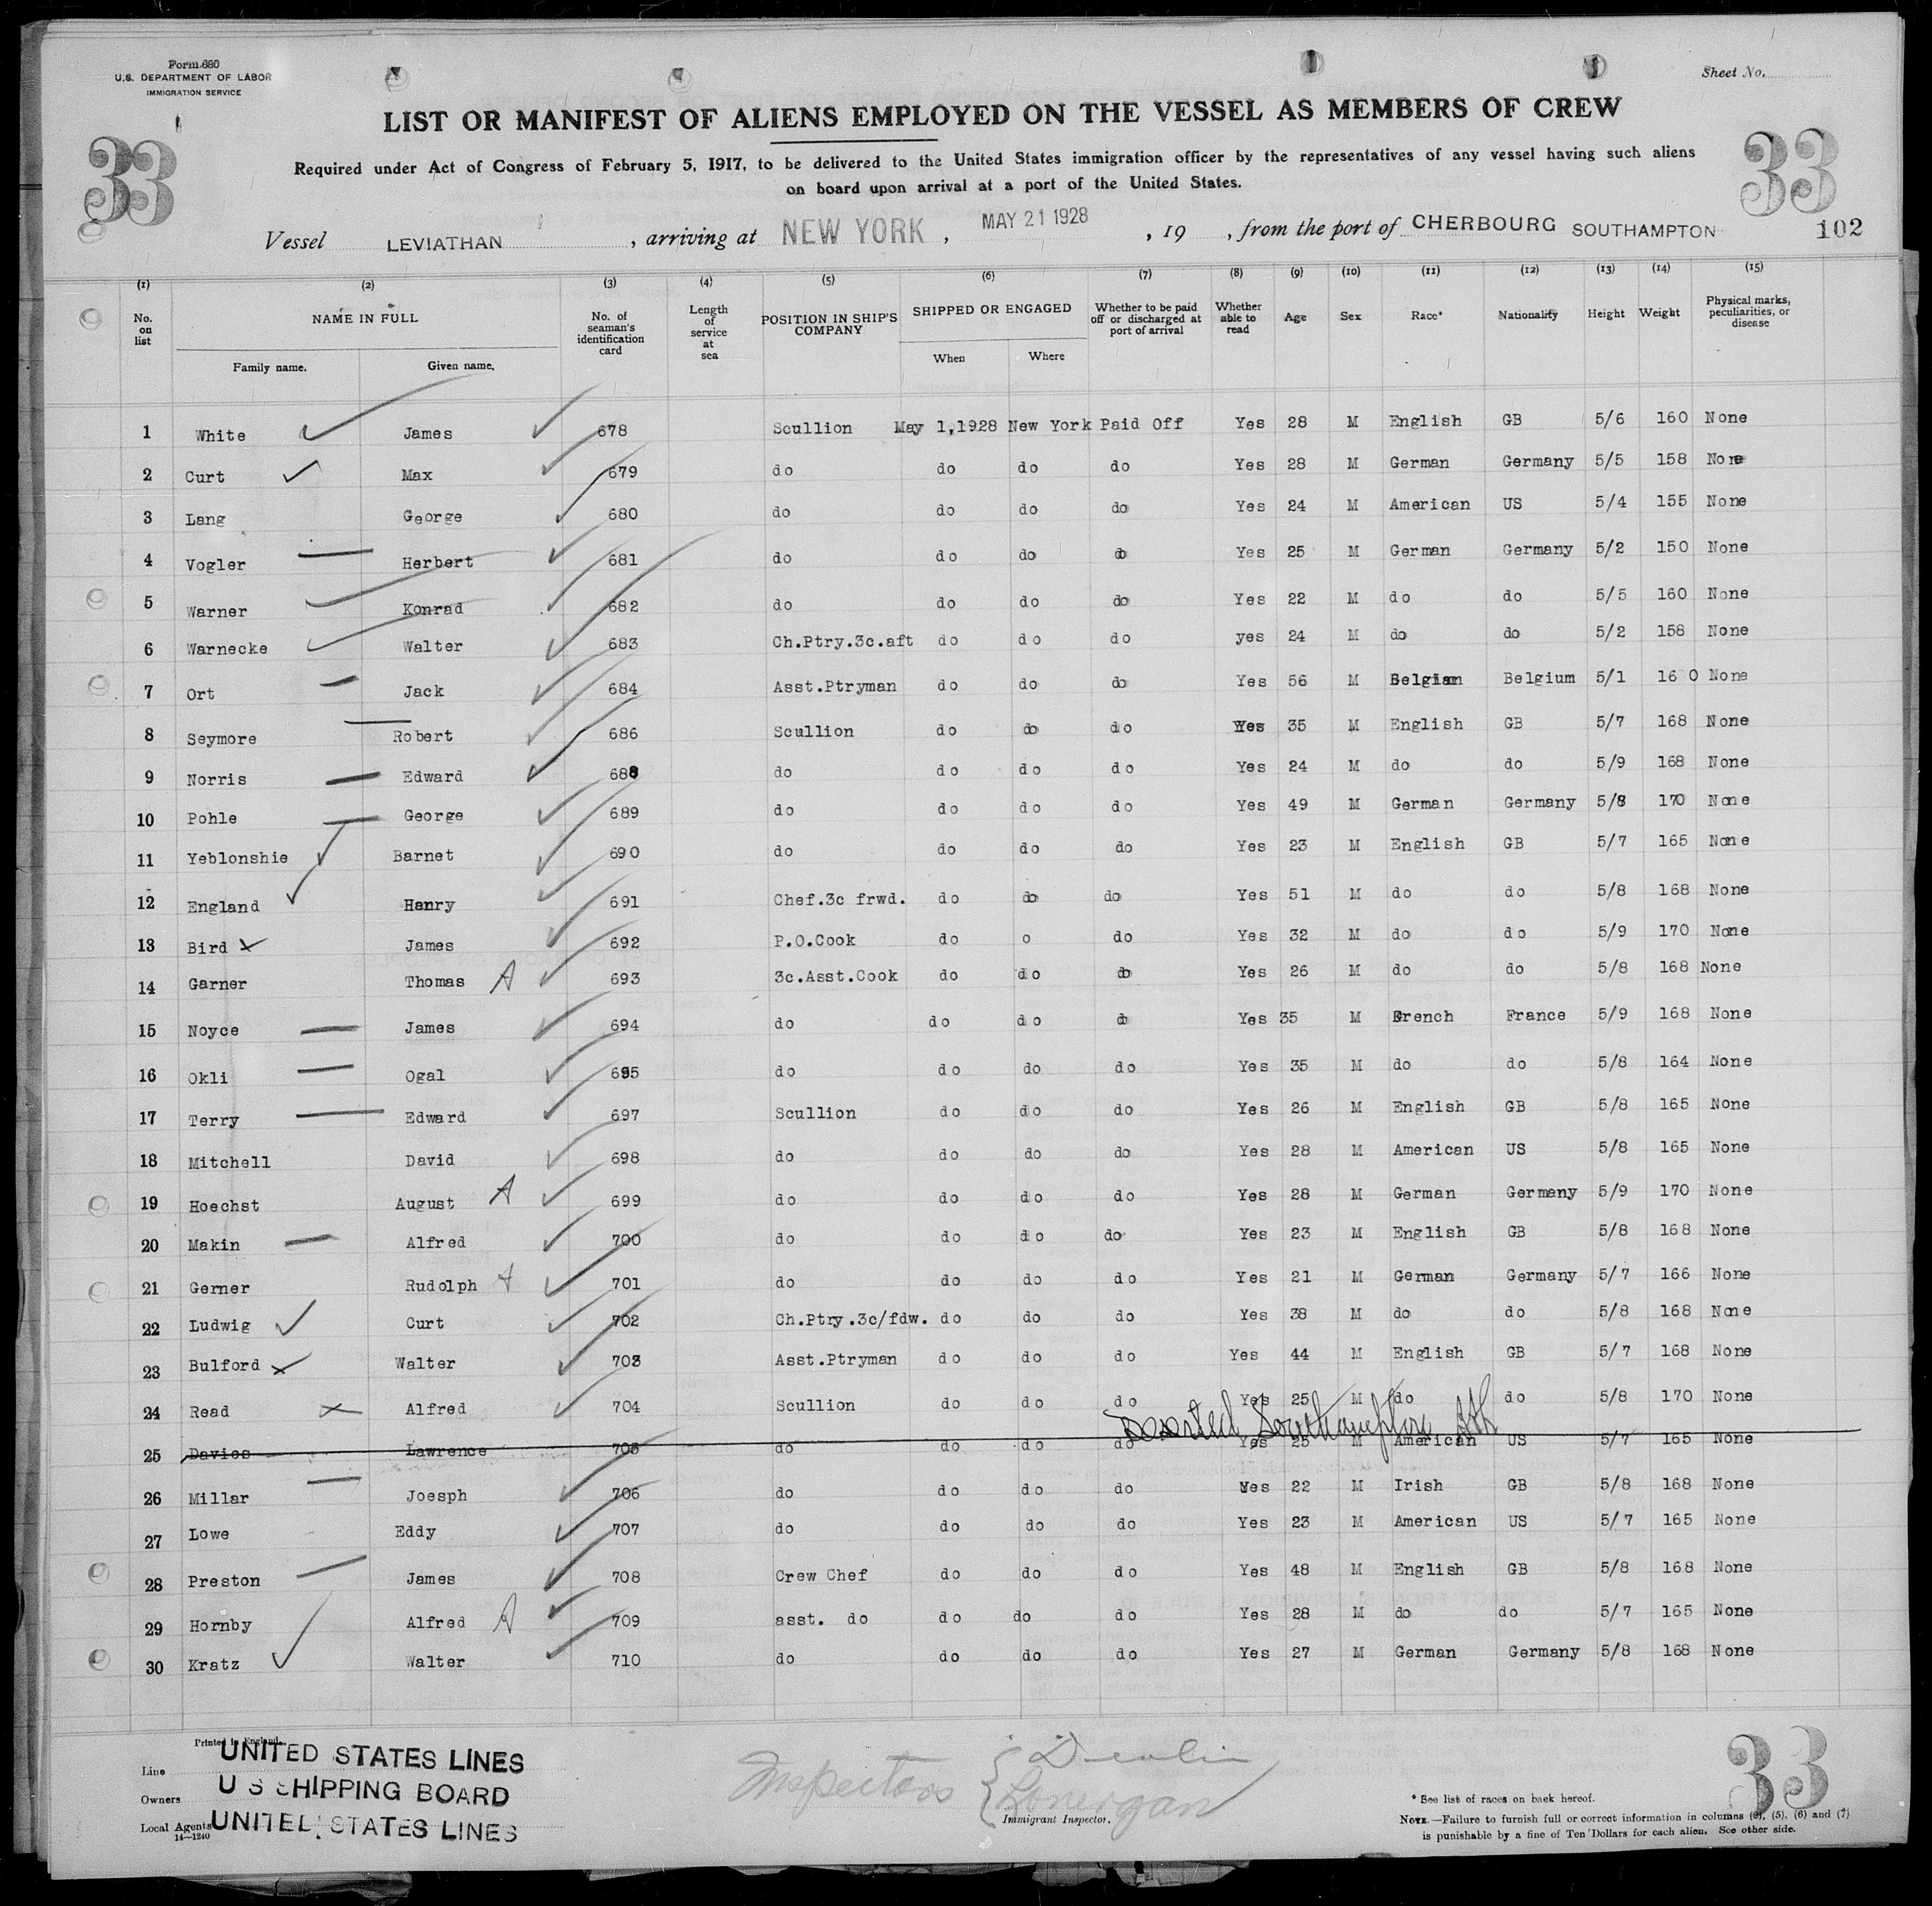 Form 680
U.S. DEPARTMENT OF LABOR
IMMIGRATION SERVICE
Sheet No.
LIST OR MANIFEST OF ALIENS EMPLOYED ON THE VESSEL AS MEMBERS OF CREW
33 33
Required under Act of Congress of February 5, 1917, to be delivered to the United States immigration officer by the representatives of any vessel having such aliens
on board upon arrival at a port of the United States.
Vessel LEVIATHAN, arriving at NEW YORK, MAY 21 1928, 19 , from the port of CHERBOURG SOUTHAMPTON 102
(1) (2) (3) (4) (5) (6) (7) (8) (9) (10) (11) (12) (13) (14) (15)
No. on list NAME IN FULL No. of seaman's identification card Length of service at sea POSITION IN SHIP'S COMPANY SHIPPED OR ENGAGED Whether to be paid off or discharged at port of arrival Whether able to read Age Sex Race* Nationality Height Weight Physical marks, peculiarities, or disease
Family name. Given name. When Where
1 White James 678 Scullion May 1,1928 New York Paid Off Yes 28 M English GB 5/6 160 None
2 Curt Max 679 do do do do Yes 28 M German Germany 5/5 158 None
3 Lang George 680 do do do do Yes 24 M American US 5/4 155 None
4 Vogler Herbert 681 do do do do Yes 25 M German Germany 5/2 150 None
5 Warner Konrad 682 do do do do Yes 22 M do do 5/5 160 None
6 Warnecke Walter 683 Ch.Ptry.3c.aft do do do yes 24 M do do 5/2 158 None
7 Ort Jack 684 Asst.Ptryman do do do Yes 56 M Belgian Belgium 5/1 160 None
8 Seymore Robert 686 Scullion do do do Yes 35 M English GB 5/7 168 None
9 Norris Edward 688 do do do do Yes 24 M do do 5/9 168 None
10 Pohle George 689 do do do do Yes 49 M German Germany 5/8 170 None
11 Yeblonshie Barnet 690 do do do do Yes 23 M English GB 5/7 165 None
12 England Henry 691 Chef.3c frwd. do do do Yes 51 M do do 5/8 168 None
13 Bird James 692 P.O.Cook do o do Yes 32 M do do 5/9 170 None
14 Garner Thomas A 693 3c.Asst.Cook do do do Yes 26 M do do 5/8 168 None
15 Noyce James 694 do do do do Yes 35 M French France 5/9 168 None
16 Okli Ogal 695 do do do do Yes 35 M do do 5/8 164 None
17 Terry Edward 697 Scullion do do do Yes 26 M English GB 5/8 165 None
18 Mitchell David 698 do do do do Yes 28 M American US 5/8 165 None
19 Hoechst August A 699 do do do do Yes 28 M German Germany 5/9 170 None
20 Makin Alfred 700 do do do do Yes 23 M English GB 5/8 168 None
21 Gerner Rudolph A 701 do do do do Yes 21 M German Germany 5/7 166 None
22 Ludwig Curt 702 Ch.Ptry.3c/fdw. do do do Yes 38 M do do 5/8 168 None
23 Bulford Walter 703 Asst.Ptryman do do do Yes 44 M English GB 5/7 168 None
24 Read Alfred 704 Scullion do do do Yes 25 M do do 5/8 170 None
Deserted Southampton
25 Davies Lawrence 705 do do do do Yes 25 M American US 5/7 165 None
26 Millar Joesph 706 do do do do Yes 22 M Irish GB 5/8 168 None
27 Lowe Eddy 707 do do do do Yes 23 M American US 5/7 165 None
28 Preston James 708 Crew Chef do do do Yes 48 M English GB 5/8 168 None
29 Hornby Alfred A 709 asst. do do do do Yes 28 M do do 5/7 165 None
30 Kratz Walter 710 do do do do Yes 27 M German Germany 5/8 168 None
Printed in England.
Line UNITED STATES LINES
Owners U S SHIPPING BOARD
Local Agents UNITED STATES LINES
14—1240
Inspectors Devlin
Lonergan
Immigrant Inspector.
33
* See list of races on back hereof.
NOTE.—Failure to furnish full or correct information in columns (2), (5), (6) and (7)
is punishable by a fine of Ten Dollars for each alien. See other side.